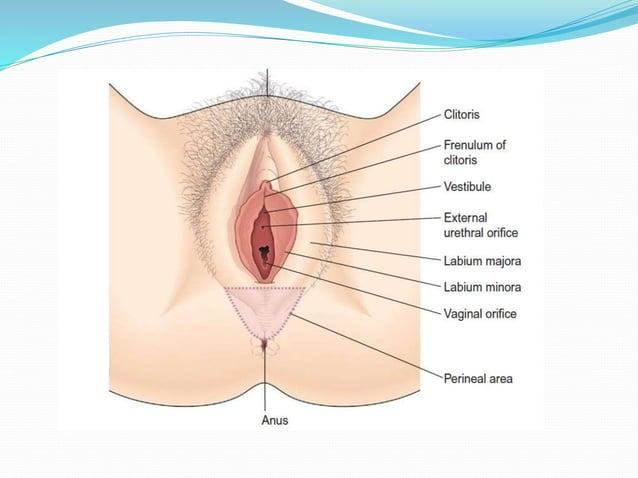 Clitoris
Frenulum of
clitoris
Vestibule
External
urethral orifice
Labium majora
Labium minora
Vaginal orifice
Perineal area
Anus